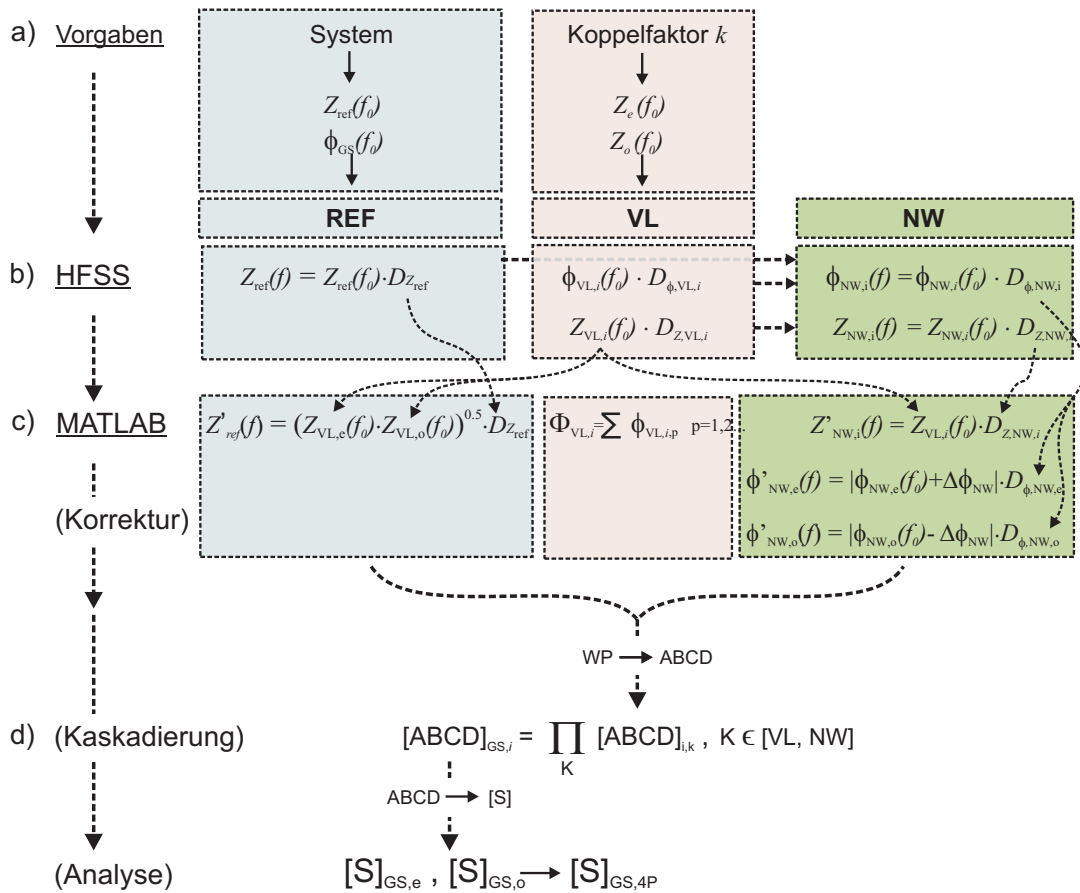 a) Vorgaben
System
Koppelfaktor k
Z_ref(f_0)
ϕ_GS(f_0)
Z_e(f_0)
Z_o(f_0)
REF
VL
NW
b) HFSS
Z_ref(f) = Z_ref(f_0)·D_Zref
ϕ_VL,i(f_0) · D_ϕ,VL,i
Z_VL,i(f_0) · D_Z,VL,i
ϕ_NW,i(f) = ϕ_NW,i(f_0) · D_ϕ,NW,i
Z_NW,i(f) = Z_NW,i(f_0) · D_Z,NW,i
c) MATLAB
Z'_ref(f) = (Z_VL,e(f_0)·Z_VL,o(f_0))^0.5·D_Zref
Φ_VL,i=∑ ϕ_VL,i,p p=1,2...
Z'_NW,i(f) = Z_VL,i(f_0)·D_Z,NW,i
ϕ'_NW,e(f) = |ϕ_NW,e(f_0)+Δϕ_NW|·D_ϕ,NW,e
(Korrektur)
ϕ'_NW,o(f) = |ϕ_NW,o(f_0)- Δϕ_NW|·D_ϕ,NW,o
WP → ABCD
d) (Kaskadierung)
[ABCD]_GS,i = ∏_K [ABCD]_i,k , K ϵ [VL, NW]
ABCD → [S]
(Analyse)
[S]_GS,e , [S]_GS,o → [S]_GS,4P